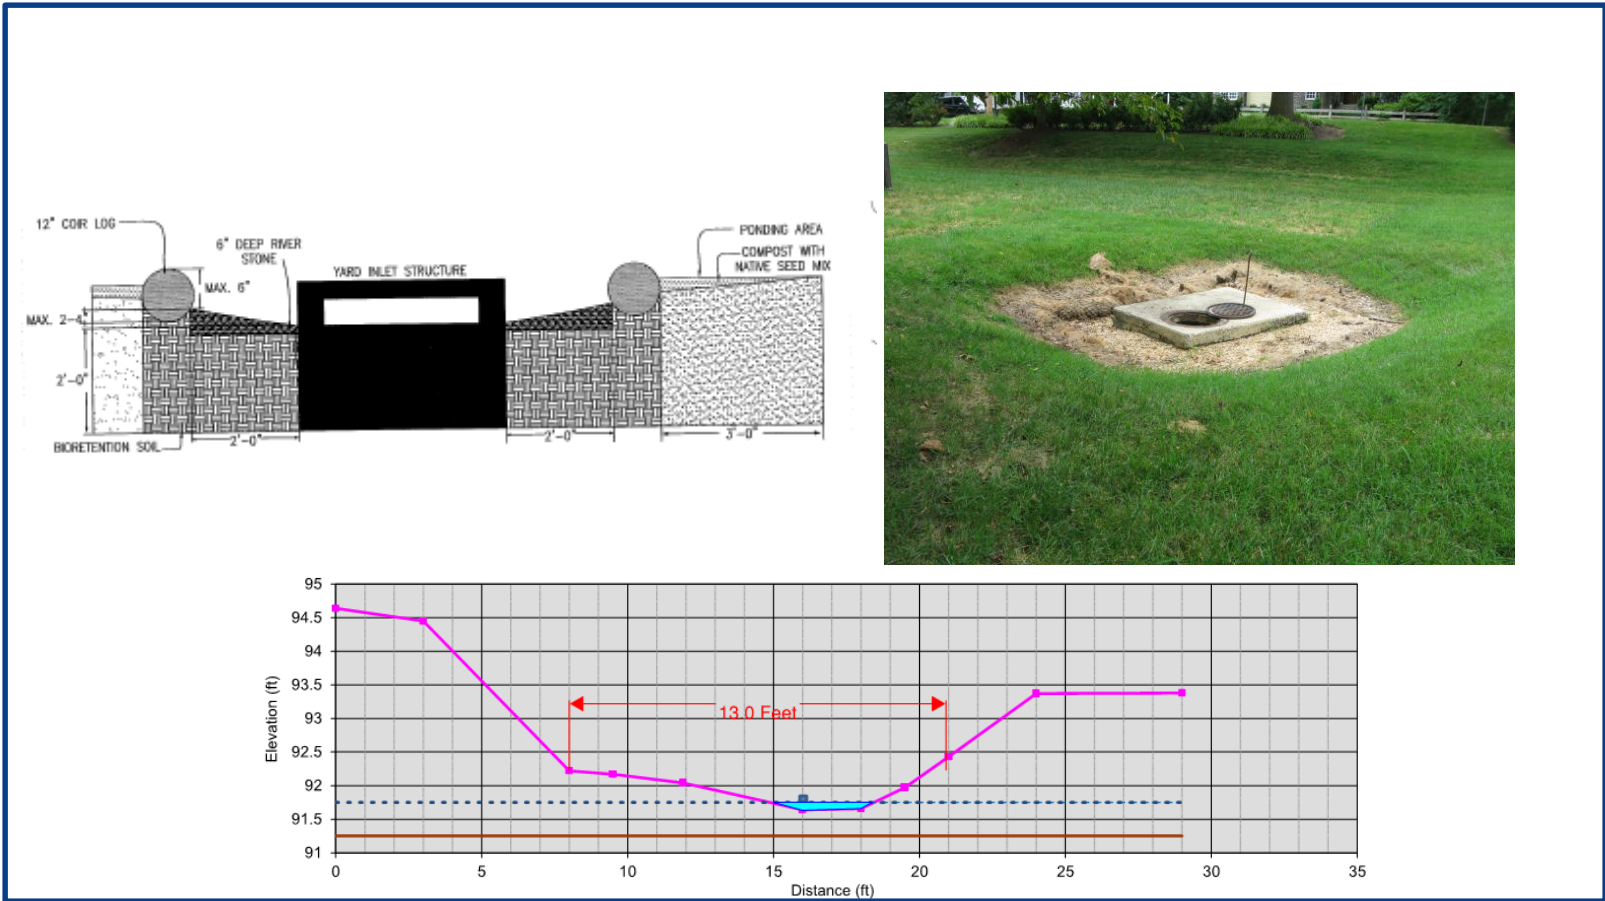 12" COIR LOG
6" DEEP RIVER
STONE
MAX. 6"
YARD INLET STRUCTURE
PONDING AREA
COMPOST WITH
NATIVE SEED MIX
MAX. 2-4
2'-0"
2'-0"
2'-0"
3'-0"
BIORETENTION SOIL
95
94.5
94
93.5
93
92.5
92
91.5
91
Elevation (ft)
13.0 Feet
0 5 10 15 20 25 30 35
Distance (ft)